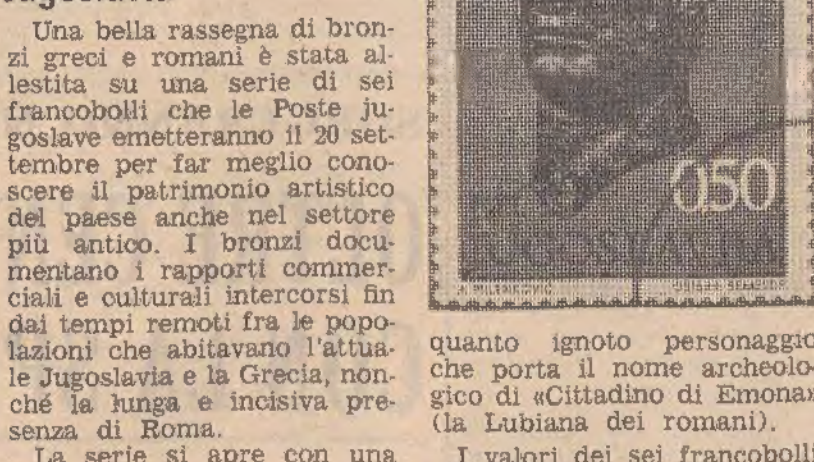 Jugoslavia
Una bella rassegna di bron-
zi greci e romani è stata al-
lestita su una serie di sei
francobolli che le Poste ju-
goslave emetteranno il 20 set-
tembre per far meglio cono-
scere il patrimonio artistico
del paese anche nel settore
più antico. I bronzi docu-
mentano i rapporti commer-
ciali e culturali intercorsi fin
dai tempi remoti fra le popo-
lazioni che abitavano l'attua-
le Jugoslavia e la Grecia, non-
ché la lunga e incisiva pre-
senza di Roma.
La serie si apre con una
0,50
JUGOSLAVIJA
quanto ignoto personaggio
che porta il nome archeolo-
gico di «Cittadino di Emona»
(la Lubiana dei romani).
I valori dei sei francobolli